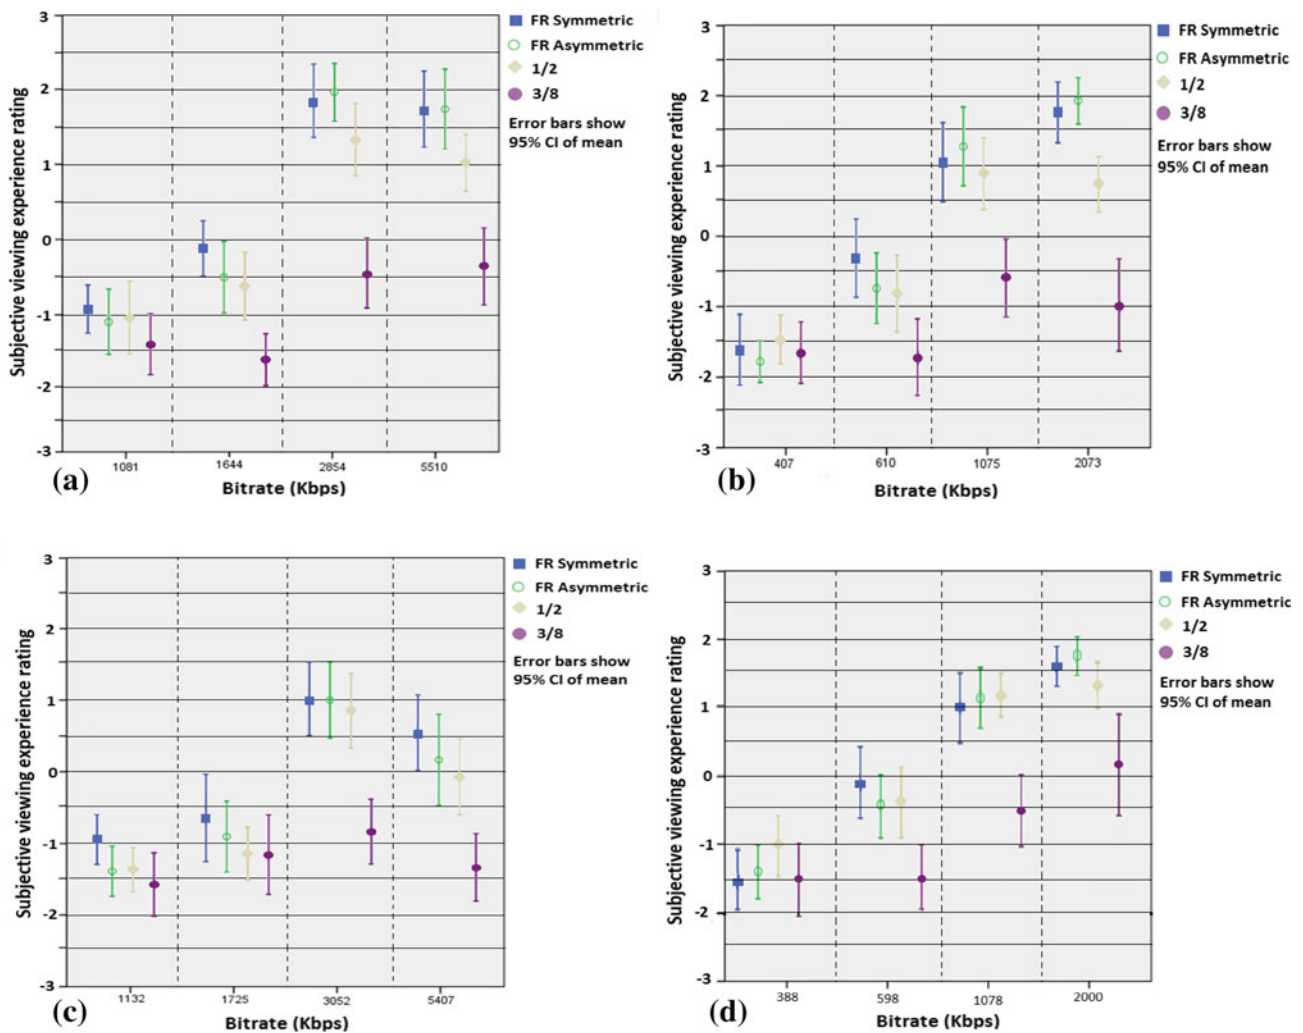 Subjective viewing experience rating
3
2
1
0
-1
-2
-3
1081 1644 2854 5510
Bitrate (Kbps)
(a)
FR Symmetric
FR Asymmetric
1/2
3/8
Error bars show
95% CI of mean
Subjective viewing experience rating
3
2
1
0
-1
-2
-3
407 610 1075 2073
Bitrate (Kbps)
(b)
FR Symmetric
FR Asymmetric
1/2
3/8
Error bars show
95% CI of mean
Subjective viewing experience rating
3
2
1
0
-1
-2
-3
1132 1725 3052 5407
Bitrate (Kbps)
(c)
FR Symmetric
FR Asymmetric
1/2
3/8
Error bars show
95% CI of mean
Subjective viewing experience rating
3
2
1
0
-1
-2
-3
388 598 1078 2000
Bitrate (Kbps)
(d)
FR Symmetric
FR Asymmetric
1/2
3/8
Error bars show
95% CI of mean